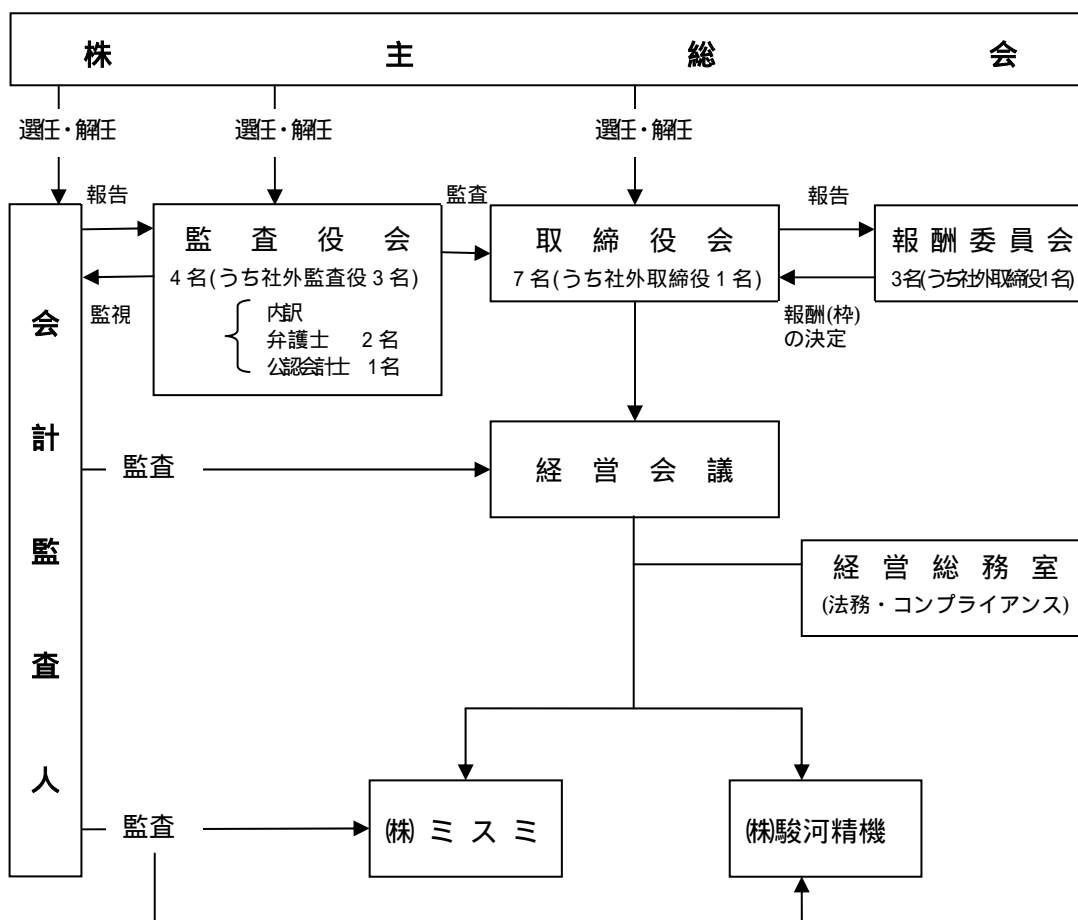 株主総会
選任・解任
選任・解任
選任・解任
報告
監査
報告
監査役会
4名(うち社外監査役3名)
内訳
弁護士 2名
公認会計士 1名
取締役会
7名(うち社外取締役1名)
報酬委員会
3名(うち社外取締役1名)
監視
報酬(枠)
の決定
会計監査人
監査
経営会議
経営総務室
(法務・コンプライアンス)
監査
㈱ミスミ
㈱駿河精機